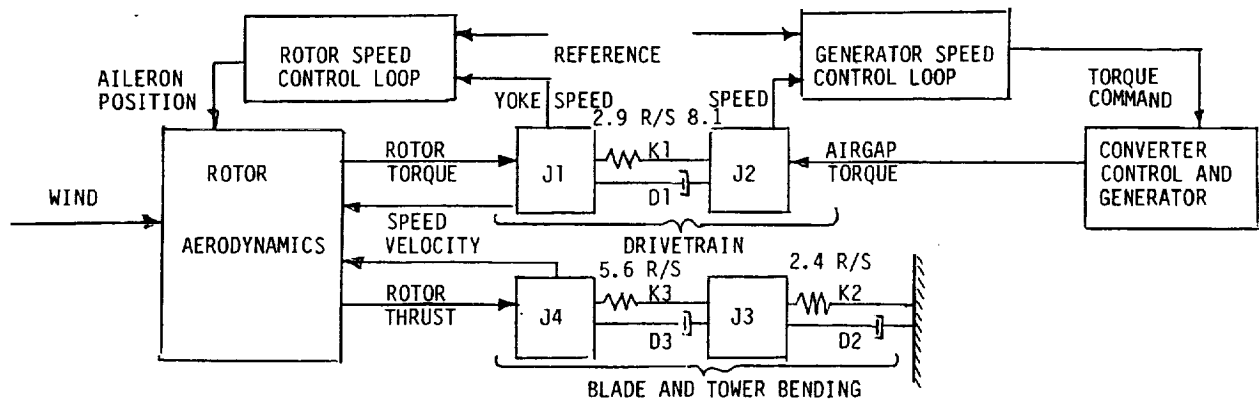 ROTOR SPEED
CONTROL LOOP
REFERENCE
GENERATOR SPEED
CONTROL LOOP
AILERON
POSITION
YOKE SPEED
SPEED
TORQUE
COMMAND
2.9 R/S 8.1
ROTOR
AERODYNAMICS
WIND
ROTOR
TORQUE
J1
K1
D1
J2
AIRGAP
TORQUE
CONVERTER
CONTROL AND
GENERATOR
SPEED
VELOCITY
DRIVETRAIN
5.6 R/S
2.4 R/S
ROTOR
THRUST
J4
K3
D3
J3
K2
D2
BLADE AND TOWER BENDING